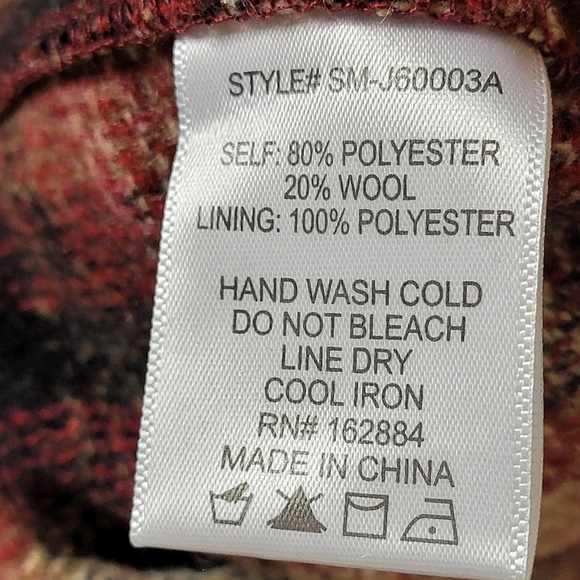 STYLE# SM-J60003A
SELF: 80% POLYESTER
20% WOOL
LINING: 100% POLYESTER
HAND WASH COLD
DO NOT BLEACH
LINE DRY
COOL IRON
RN# 162884
MADE IN CHINA